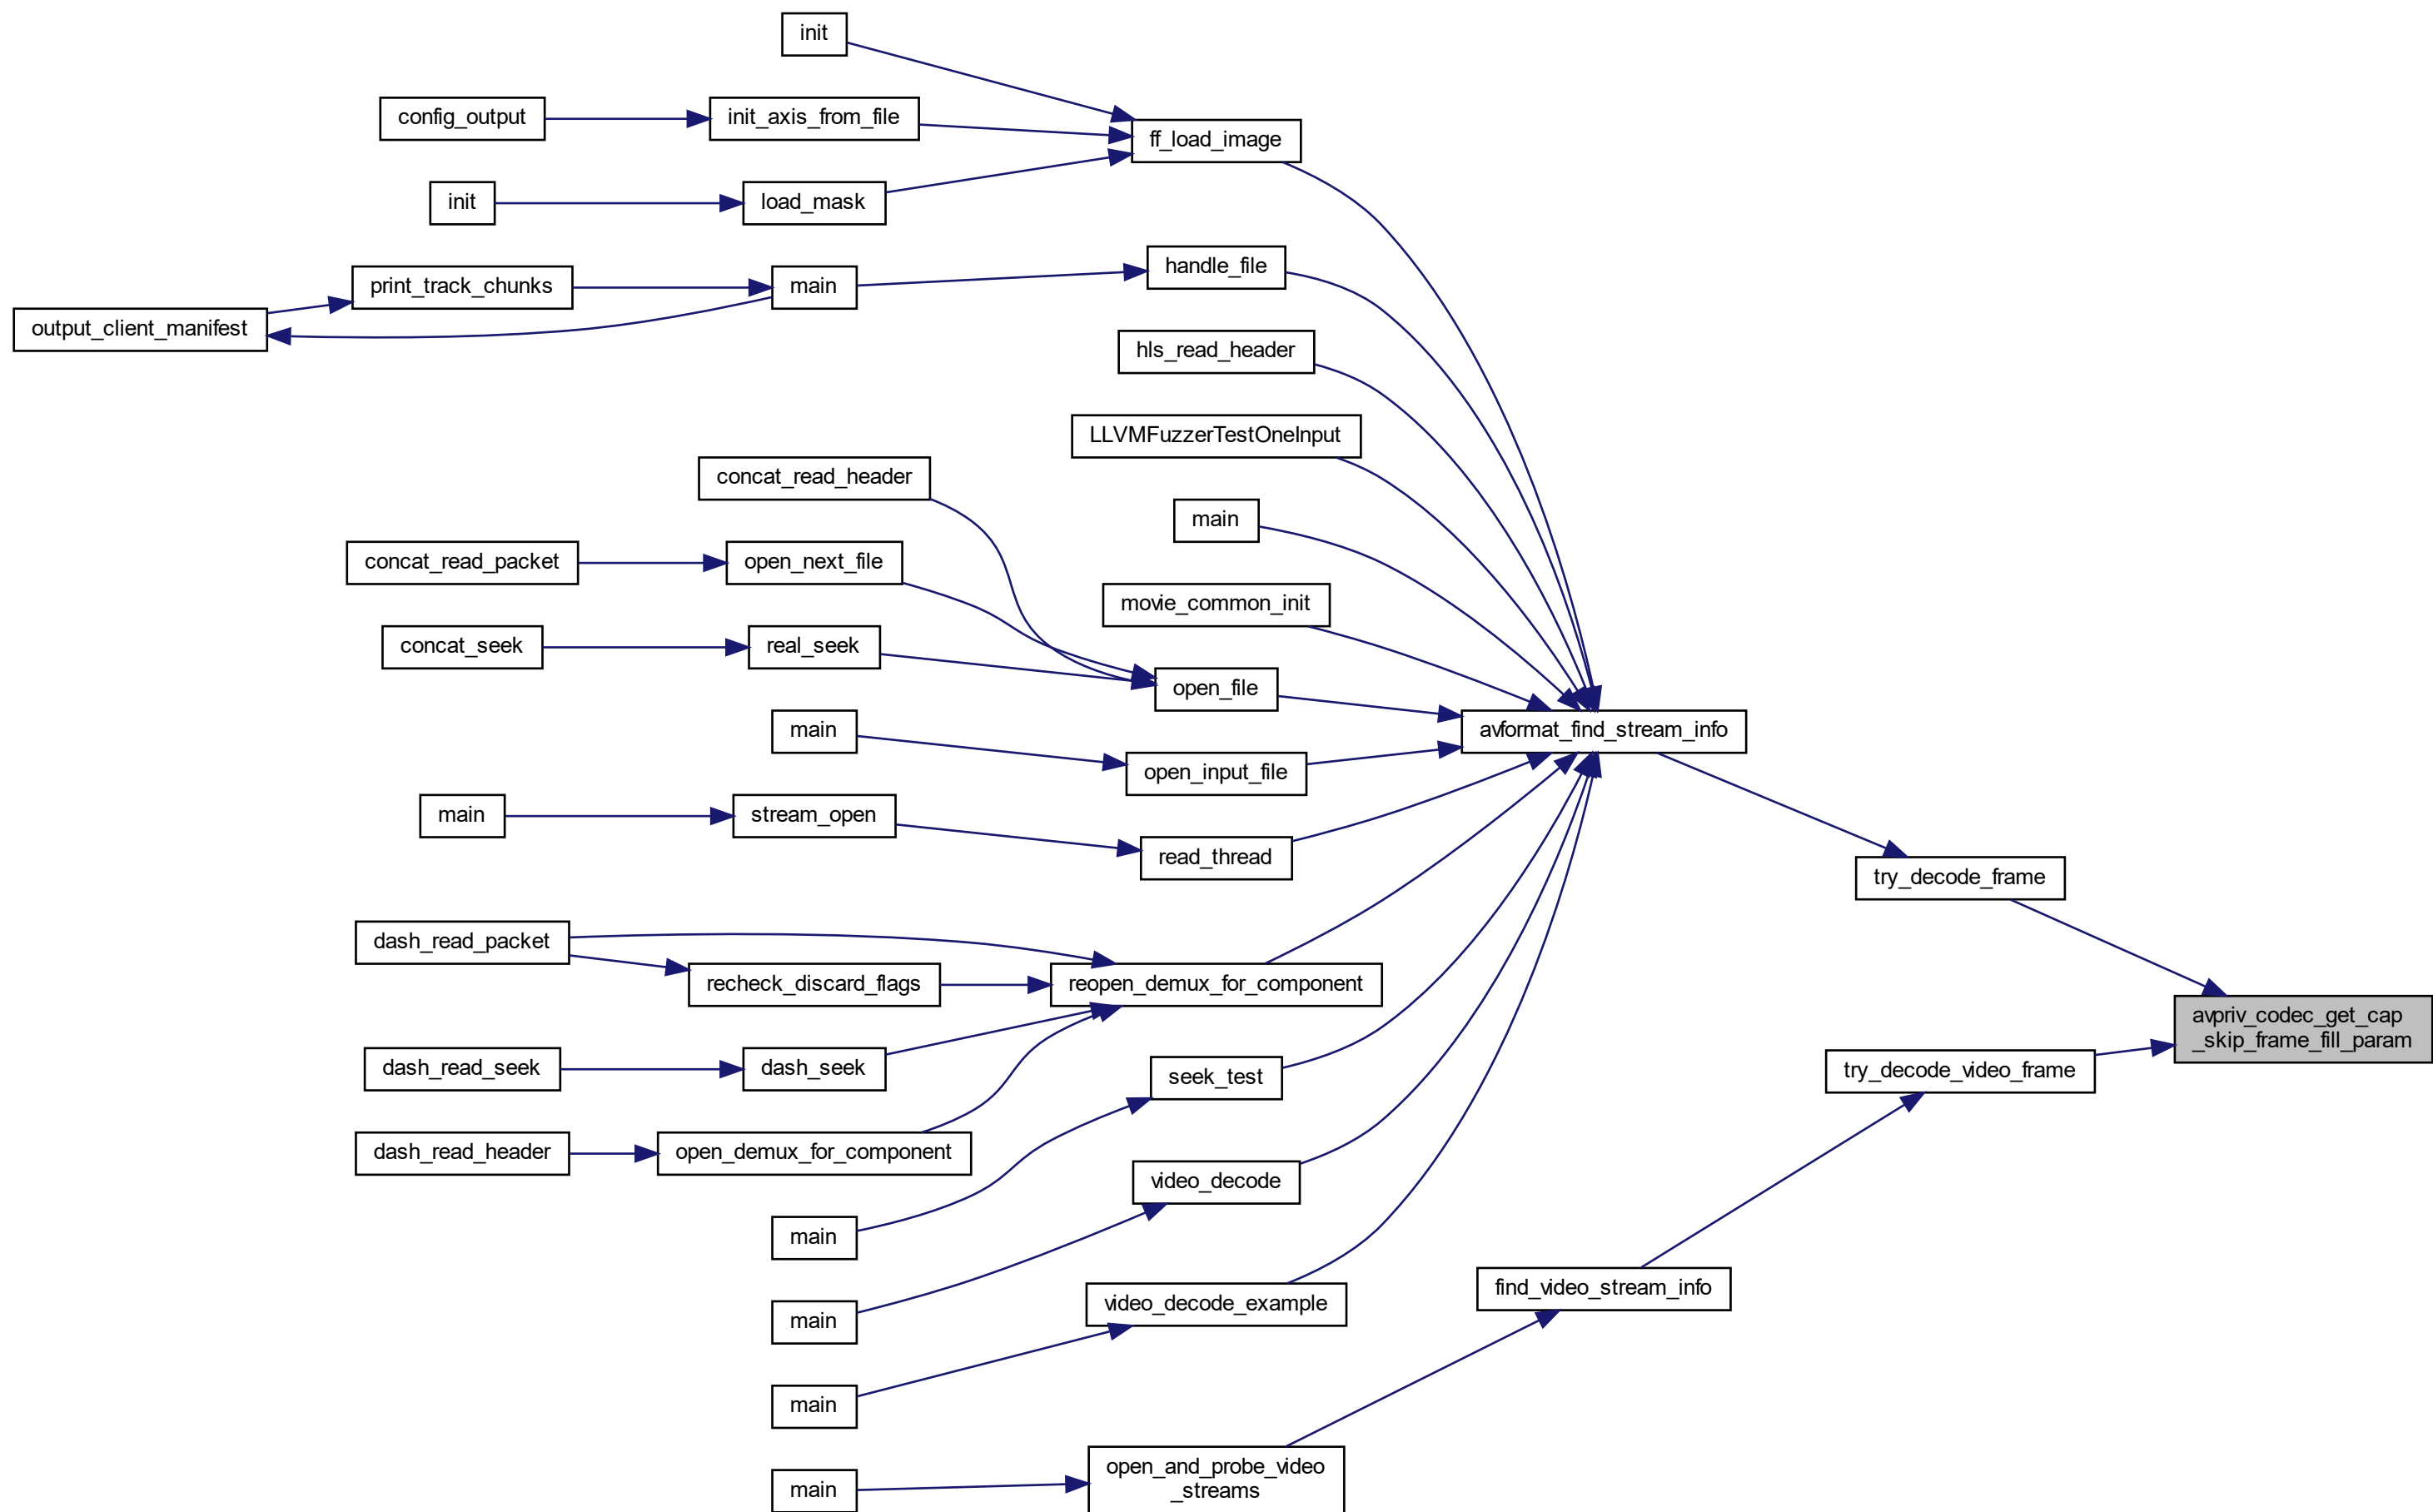 init
config_output
init_axis_from_file
ff_load_image
init
load_mask
handle_file
print_track_chunks
main
output_client_manifest
hls_read_header
LLVMFuzzerTestOneInput
concat_read_header
main
concat_read_packet
open_next_file
movie_common_init
concat_seek
real_seek
open_file
main
avformat_find_stream_info
open_input_file
main
stream_open
read_thread
try_decode_frame
dash_read_packet
recheck_discard_flags
reopen_demux_for_component
avpriv_codec_get_cap
_skip_frame_fill_param
dash_read_seek
dash_seek
seek_test
try_decode_video_frame
dash_read_header
open_demux_for_component
video_decode
main
find_video_stream_info
main
video_decode_example
main
open_and_probe_video
_streams
main